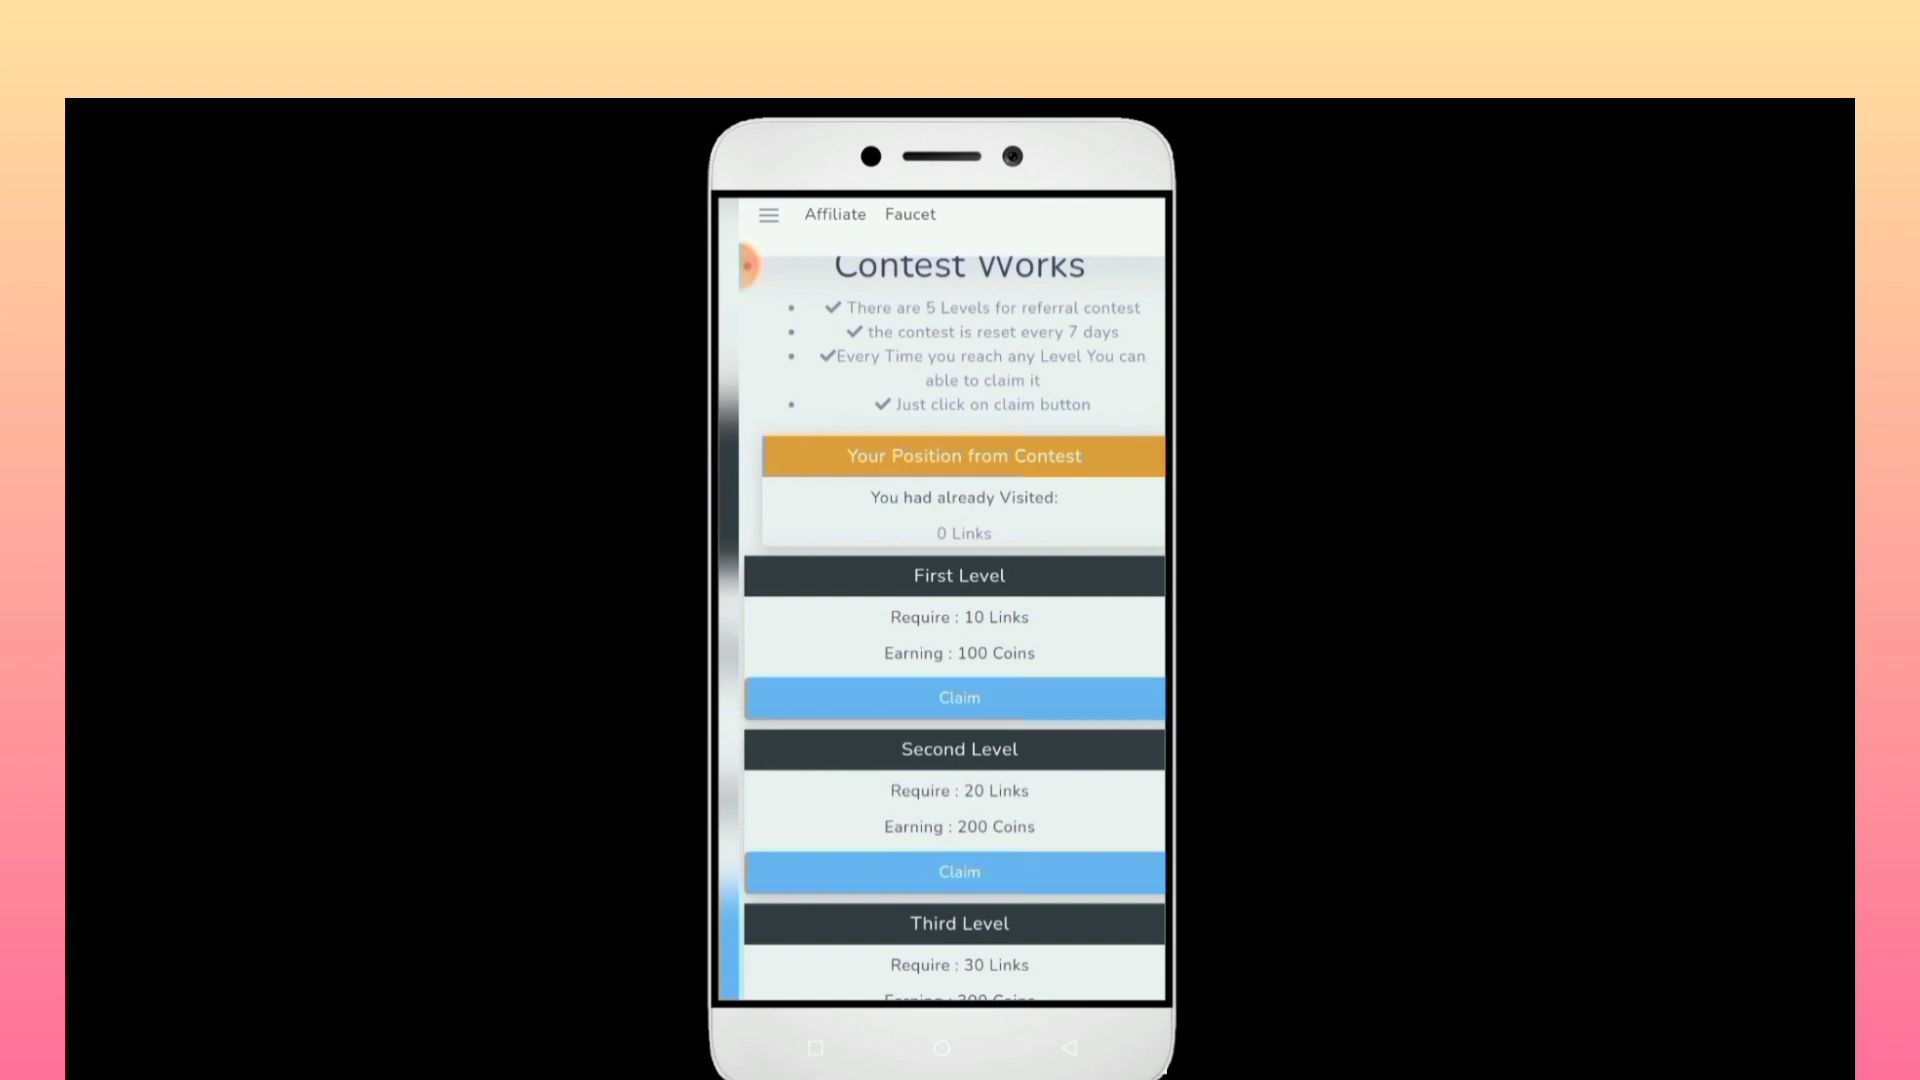 Affiliate Faucet
Contest Works
✔ There are 5 Levels for referral contest
✔ the contest is reset every 7 days
✔Every Time you reach any Level You can
able to claim it
✔ Just click on claim button
Your Position from Contest
You had already Visited:
0 Links
First Level
Require : 10 Links
Earning : 100 Coins
Claim
Second Level
Require : 20 Links
Earning : 200 Coins
Claim
Third Level
Require : 30 Links
Earning : 300 Coins